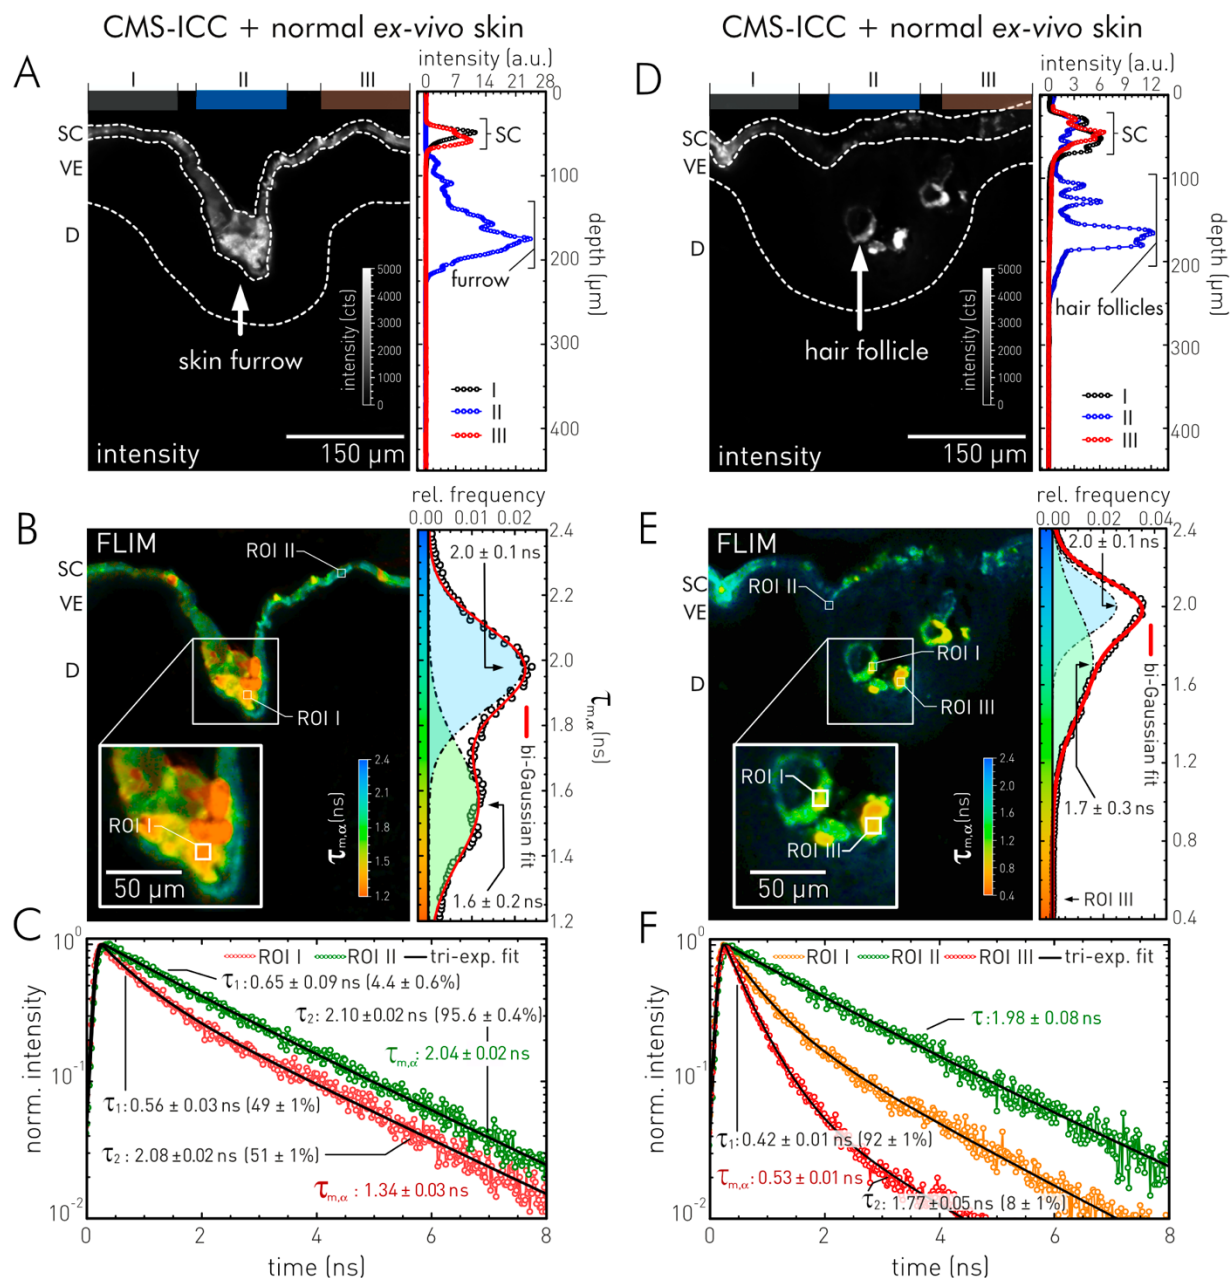 CMS-ICC + normal ex-vivo skin
A
I II III
intensity (a.u.)
0 7 14 21 28
SC
VE
D
skin furrow
intensity
150 µm
intensity (cts)
5000
4000
3000
2000
1000
0
SC
furrow
I
II
III
0
100
200
300
400
depth (µm)
CMS-ICC + normal ex-vivo skin
D
I II III
intensity (a.u.)
0 3 6 9 12
SC
VE
D
hair follicle
intensity
150 µm
intensity (cts)
5000
4000
3000
2000
1000
0
SC
hair follicles
I
II
III
0
100
200
300
400
depth (µm)
B
FLIM
SC
VE
D
ROI II
ROI I
ROI I
50 µm
τm,α(ns)
2.4
2.1
1.8
1.5
1.2
rel. frequency
0.00 0.01 0.02
2.0 ± 0.1 ns
1.6 ± 0.2 ns
bi-Gaussian fit
2.4
2.2
2.0
1.8
1.6
1.4
1.2
τm,α(ns)
E
FLIM
SC
VE
D
ROI II
ROI I
ROI III
ROI I
ROI III
50 µm
τm,α(ns)
2.4
2.0
1.6
1.2
0.8
0.4
rel. frequency
0.00 0.02 0.04
2.0 ± 0.1 ns
1.7 ± 0.3 ns
bi-Gaussian fit
ROI III
2.4
2.0
1.6
1.2
0.8
0.4
C
ROI I ROI II tri-exp. fit
τ1:0.65 ± 0.09 ns (4.4 ± 0.6%)
τ2: 2.10 ±0.02 ns (95.6 ± 0.4%)
τm,α: 2.04 ± 0.02 ns
τ1:0.56 ± 0.03 ns (49 ± 1%)
τ2: 2.08 ±0.02 ns (51 ± 1%)
τm,α : 1.34 ± 0.03 ns
norm. intensity
10^0
10^-1
10^-2
0 2 4 6 8
time (ns)
F
ROI I ROI II ROI III tri-exp. fit
τ:1.98 ± 0.08 ns
τ1:0.42 ± 0.01 ns (92 ± 1%)
τm,α: 0.53 ± 0.01 ns
τ2: 1.77 ±0.05 ns (8 ± 1%)
norm. intensity
10^0
10^-1
10^-2
0 2 4 6 8
time (ns)